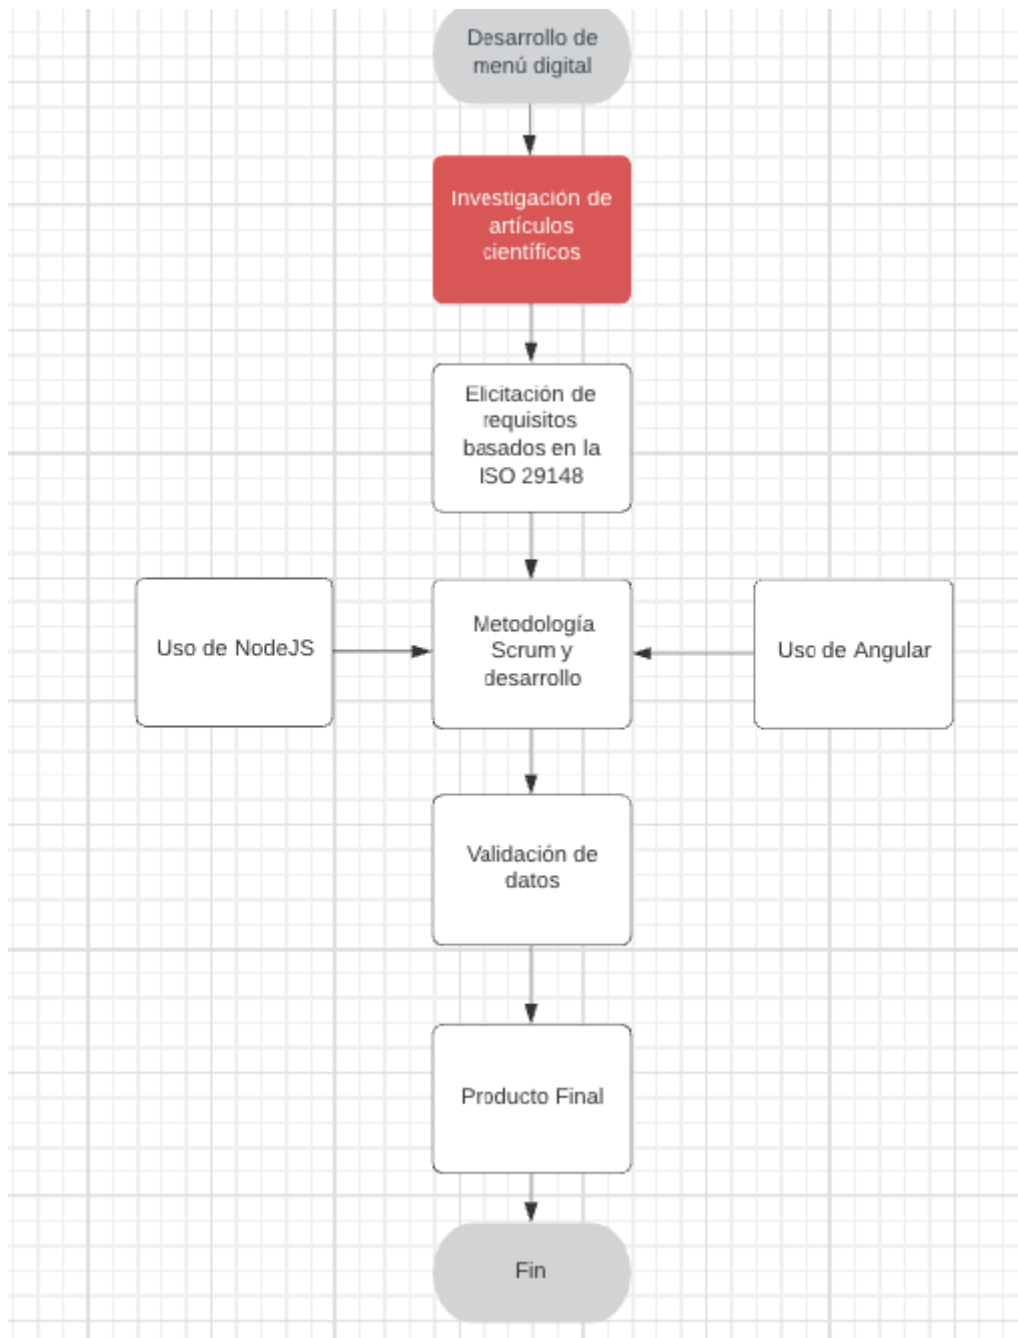 Desarrollo de
menú digital
Investigación de
artículos
científicos
Elicitación de
requisitos
basados en la
ISO 29148
Uso de NodeJS
Metodología
Scrum y
desarrollo
Uso de Angular
Validación de
datos
Producto Final
Fin